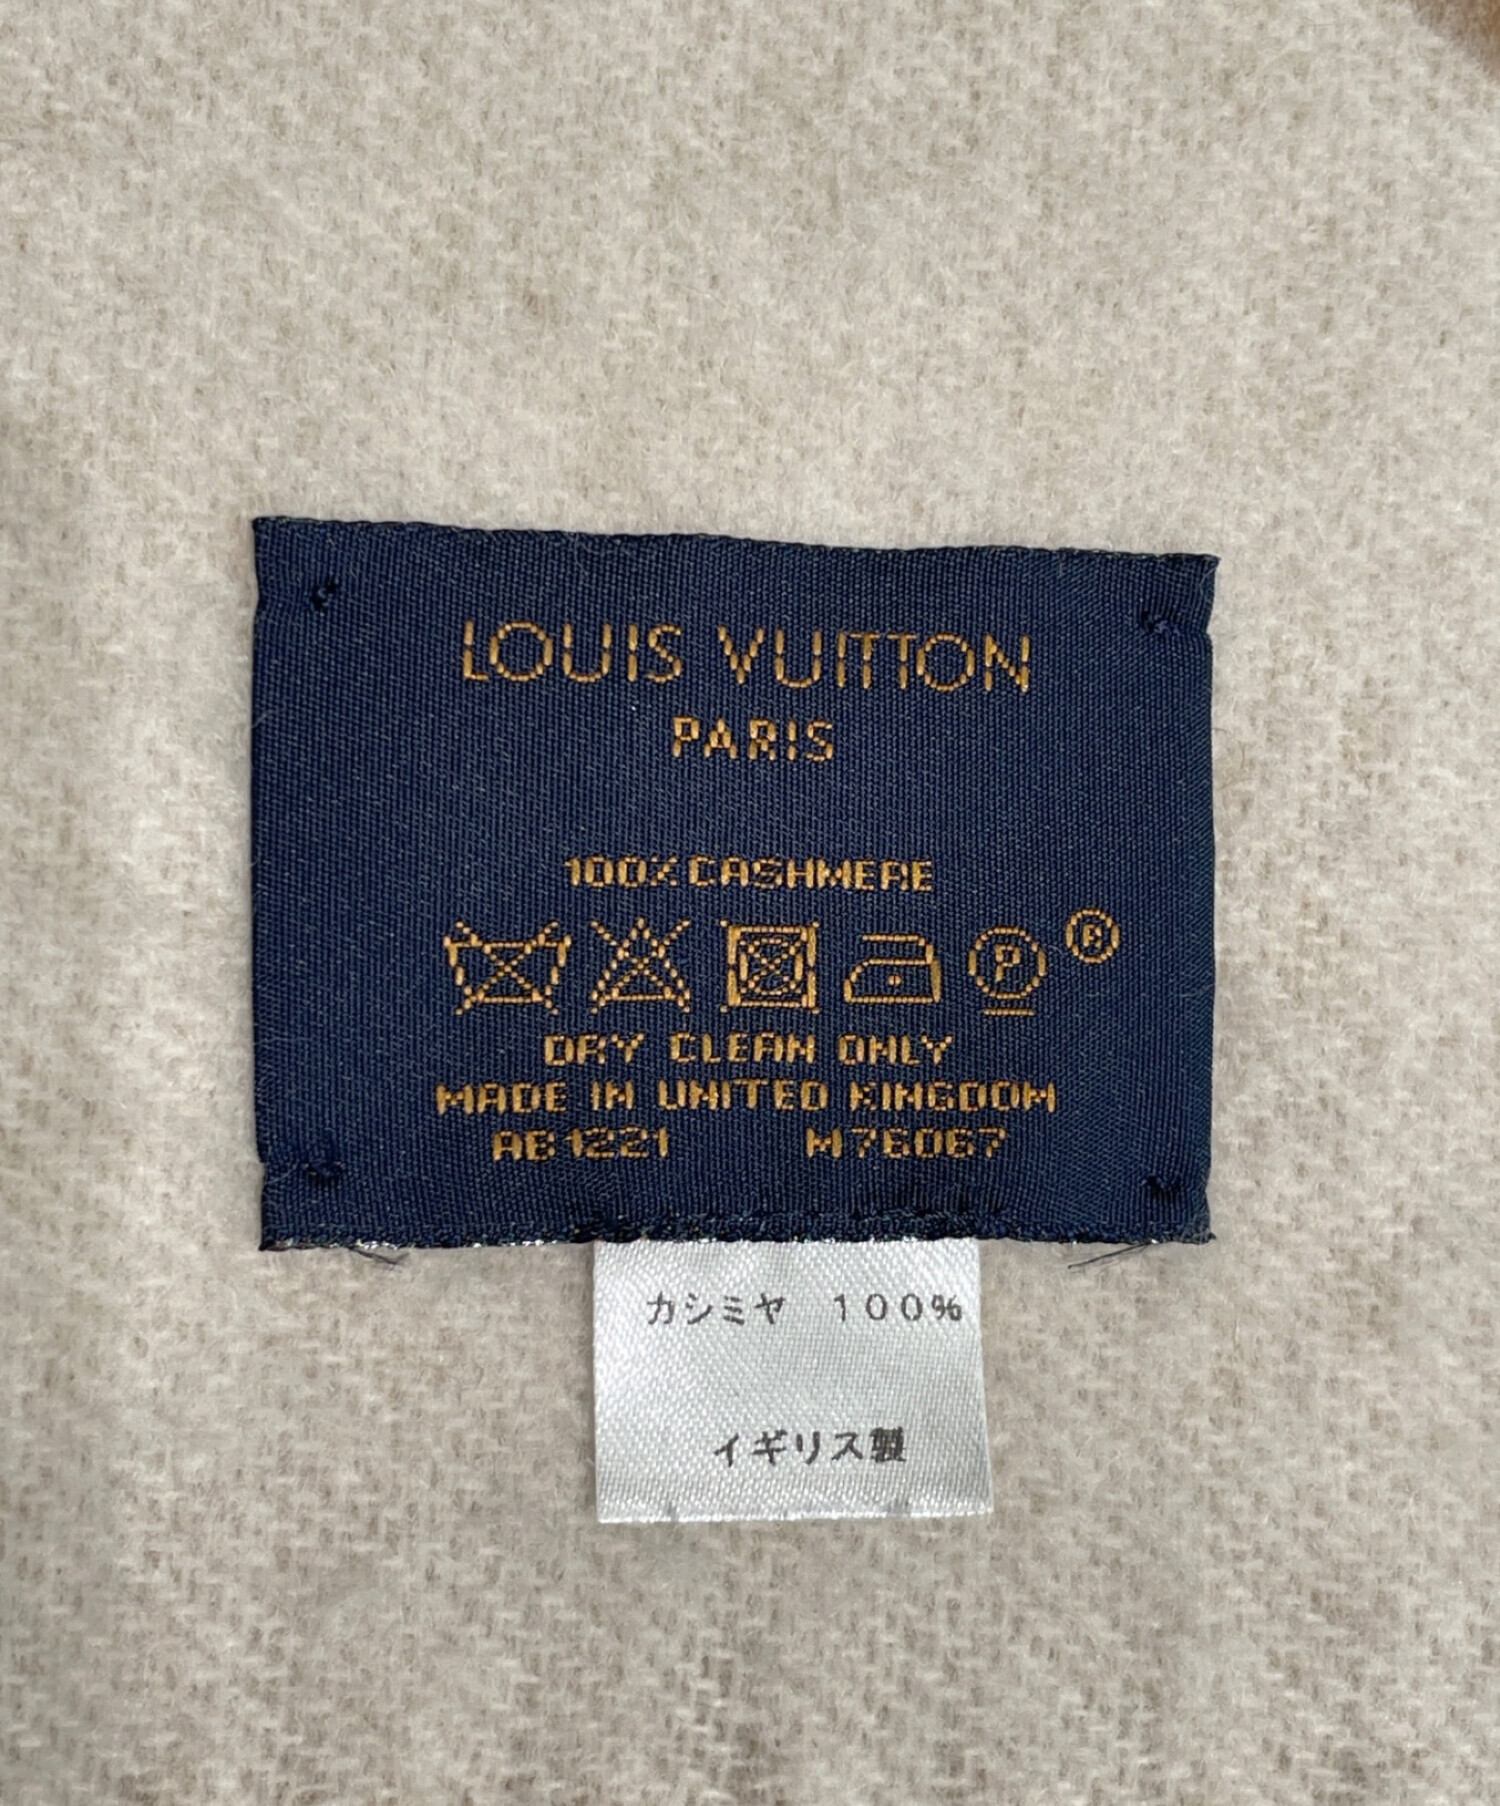 LOUIS VUITTON
PARIS
100% CASHMERE
P ®
DRY CLEAN ONLY
MADE IN UNITED KINGDOM
AB1221 M76067
カシミヤ 100%
イギリス製